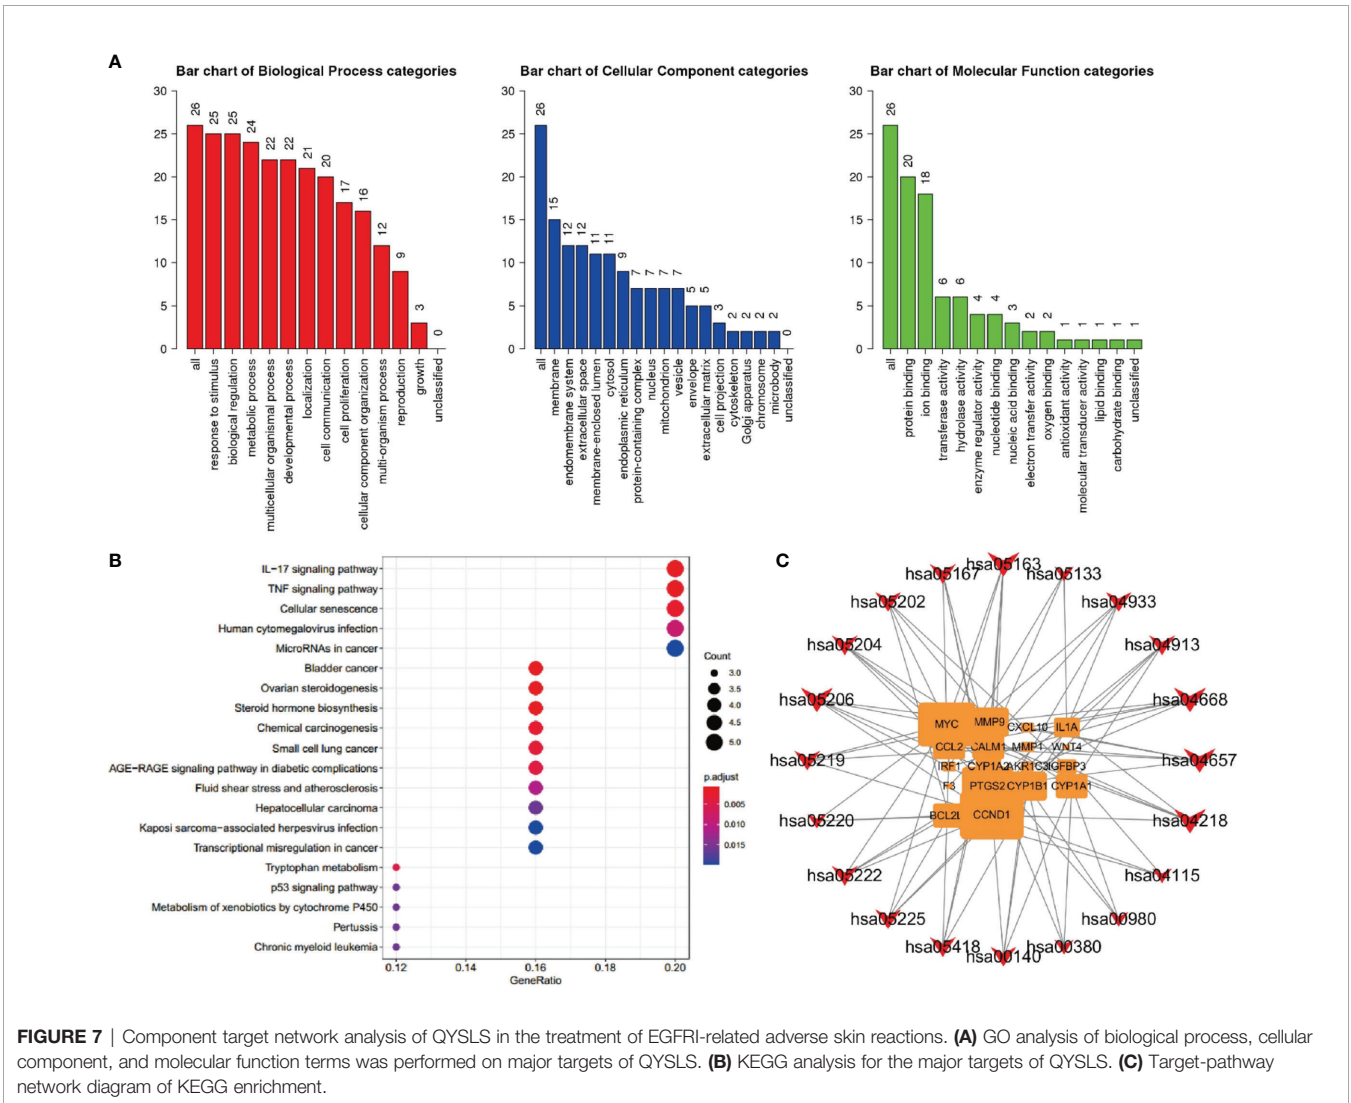 A
Bar chart of Biological Process categories
30
25
20
15
10
5
0
26
25
25
24
22
22
21
20
17
16
12
9
3
0
all
response to stimulus
biological regulation
metabolic process
multicellular organismal process
developmental process
localization
cell communication
cell proliferation
cellular component organization
multi-organism process
reproduction
growth
unclassified
Bar chart of Cellular Component categories
30
25
20
15
10
5
0
26
15
12
12
11
11
9
7
7
7
7
5
5
3
2
2
2
2
0
all
membrane
endomembrane system
extracellular space
membrane-enclosed lumen
cytosol
endoplasmic reticulum
protein-containing complex
nucleus
mitochondrion
vesicle
envelope
extracellular matrix
cell projection
cytoskeleton
Golgi apparatus
chromosome
microbody
unclassified
Bar chart of Molecular Function categories
30
25
20
15
10
5
0
26
20
18
6
6
4
4
3
2
2
1
1
1
1
1
all
protein binding
ion binding
transferase activity
hydrolase activity
enzyme regulator activity
nucleotide binding
nucleic acid binding
electron transfer activity
oxygen binding
antioxidant activity
molecular transducer activity
lipid binding
carbohydrate binding
unclassified
B
IL-17 signaling pathway
TNF signaling pathway
Cellular senescence
Human cytomegalovirus infection
MicroRNAs in cancer
Bladder cancer
Ovarian steroidogenesis
Steroid hormone biosynthesis
Chemical carcinogenesis
Small cell lung cancer
AGE-RAGE signaling pathway in diabetic complications
Fluid shear stress and atherosclerosis
Hepatocellular carcinoma
Kaposi sarcoma-associated herpesvirus infection
Transcriptional misregulation in cancer
Tryptophan metabolism
p53 signaling pathway
Metabolism of xenobiotics by cytochrome P450
Pertussis
Chronic myeloid leukemia
0.12
0.14
0.16
0.18
0.20
GeneRatio
Count
3.0
3.5
4.0
4.5
5.0
p.adjust
0.005
0.010
0.015
C
hsa05163
hsa05167
hsa05133
hsa05202
hsa04933
hsa05204
hsa04913
hsa05206
hsa04668
hsa05219
hsa04657
hsa05220
hsa04218
hsa05222
hsa04115
hsa05225
hsa00980
hsa05418
hsa00140
hsa00380
MYC
MMP9
CXCL10
IL1A
CCL2
CALM1
MMP1
WNT4
IRF1
CYP1A2
AKR1C3
IGFBP3
F3
PTGS2
CYP1B1
CYP1A1
CCND1
FIGURE 7 | Component target network analysis of QYSLS in the treatment of EGFRI-related adverse skin reactions. (A) GO analysis of biological process, cellular
component, and molecular function terms was performed on major targets of QYSLS. (B) KEGG analysis for the major targets of QYSLS. (C) Target-pathway
network diagram of KEGG enrichment.